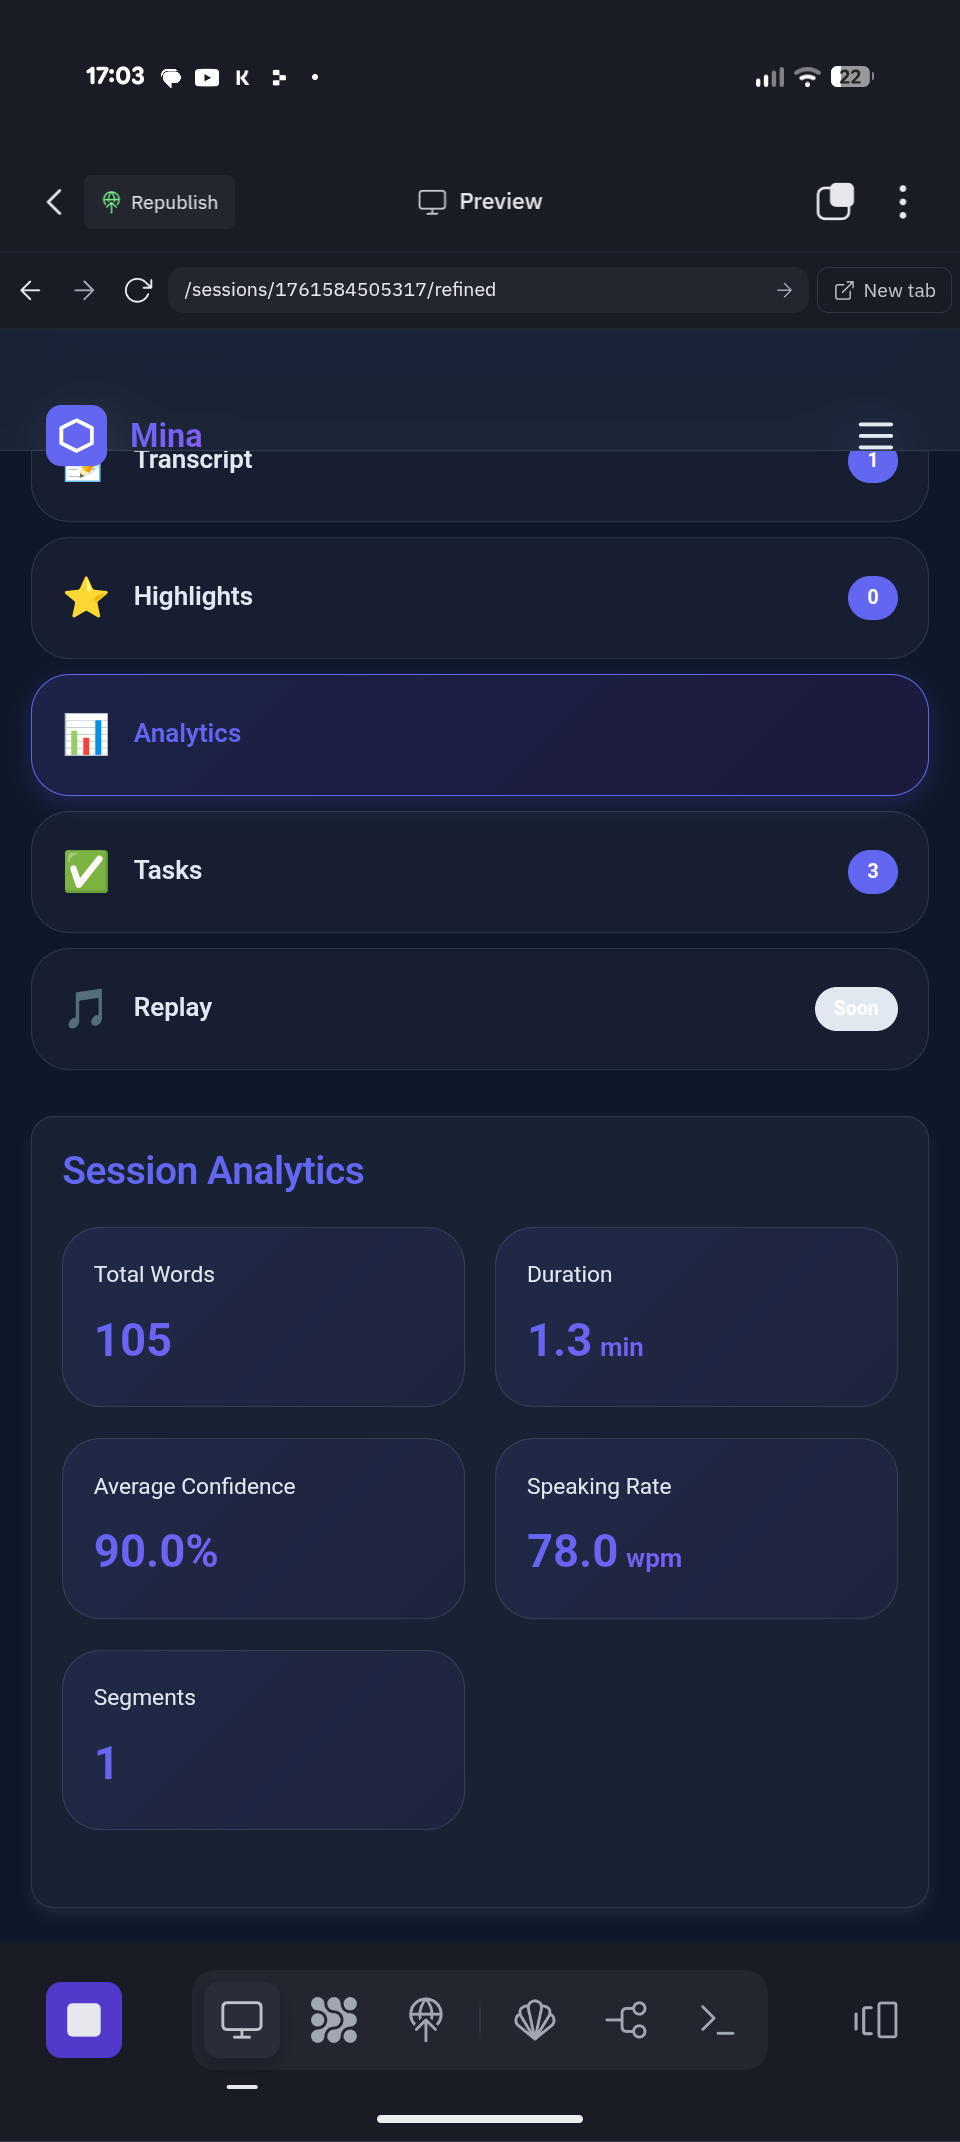 17:03
22
Republish
Preview
/sessions/1761584505317/refined
New tab
Mina
Transcript
1
Highlights
0
Analytics
Tasks
3
Replay
Soon
Session Analytics
Total Words
105
Duration
1.3 min
Average Confidence
90.0%
Speaking Rate
78.0 wpm
Segments
1